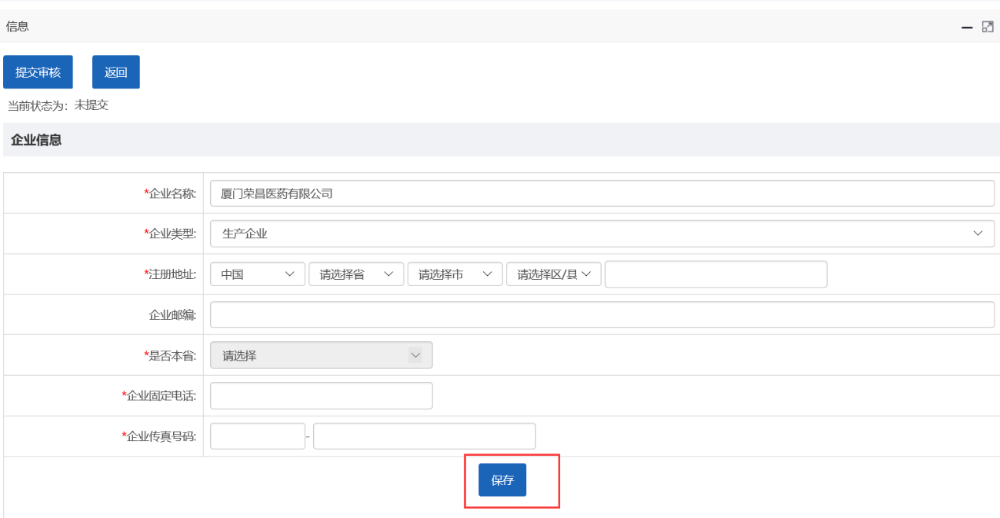 信息
提交审核 返回
当前状态为：未提交
企业信息
*企业名称: 厦门荣昌医药有限公司
*企业类型: 生产企业
*注册地址: 中国 请选择省 请选择市 请选择区/县
企业邮编:
*是否本省: 请选择
*企业固定电话:
*企业传真号码: -
保存